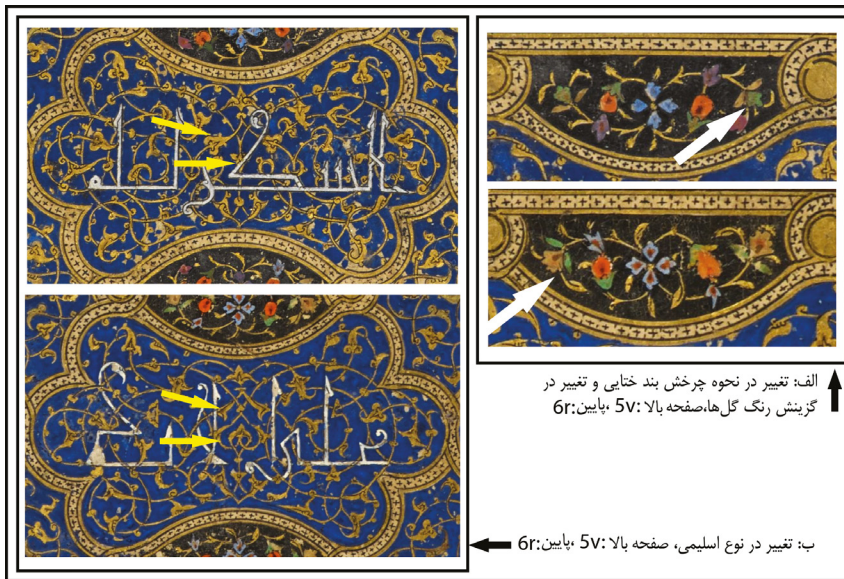 الف: تغییر در نحوه چرخش بند ختایی و تغییر در
گزینش رنگ گل‌ها،صفحه بالا :5v ،پایین:6r
ب: تغییر در نوع اسلیمی، صفحه بالا :5v ،پایین:6r